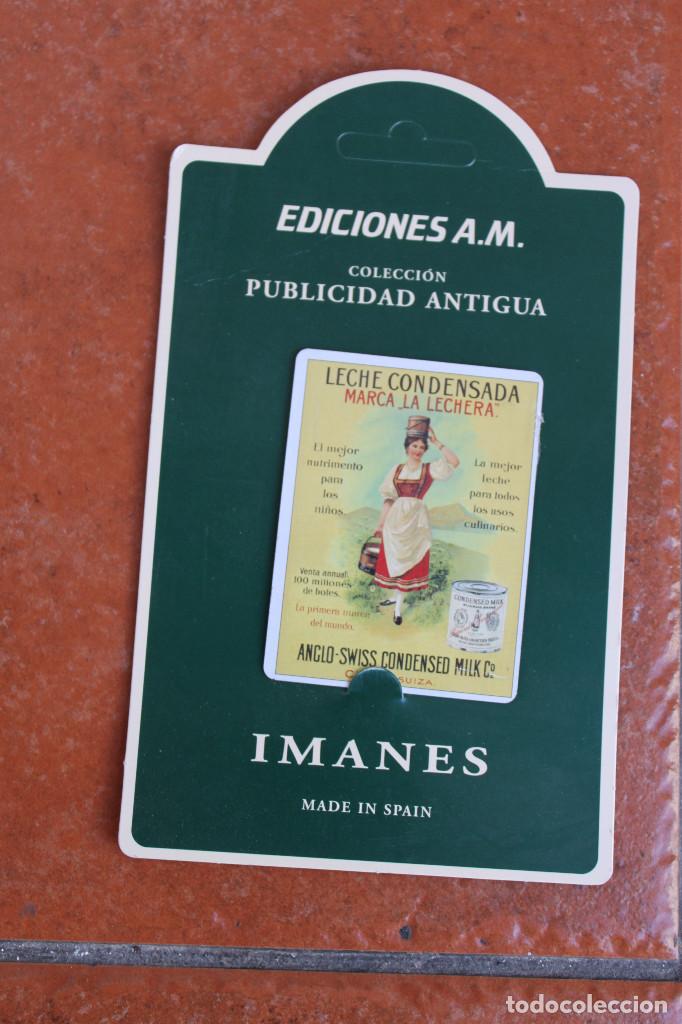 EDICIONES A.M.
COLECCIÓN
PUBLICIDAD ANTIGUA
LECHE CONDENSADA
MARCA „LA LECHERA"
El mejor
nutrimento
para
los
niños.
La mejor
leche
para todos
los usos
culinarios.
Venta annual:
100 milliones
de botes.
La primera marca
del mundo.
CONDENSED MILK
ANGLO-SWISS CONDENSED MILK Cº
SUIZA.
IMANES
MADE IN SPAIN
todocoleccion